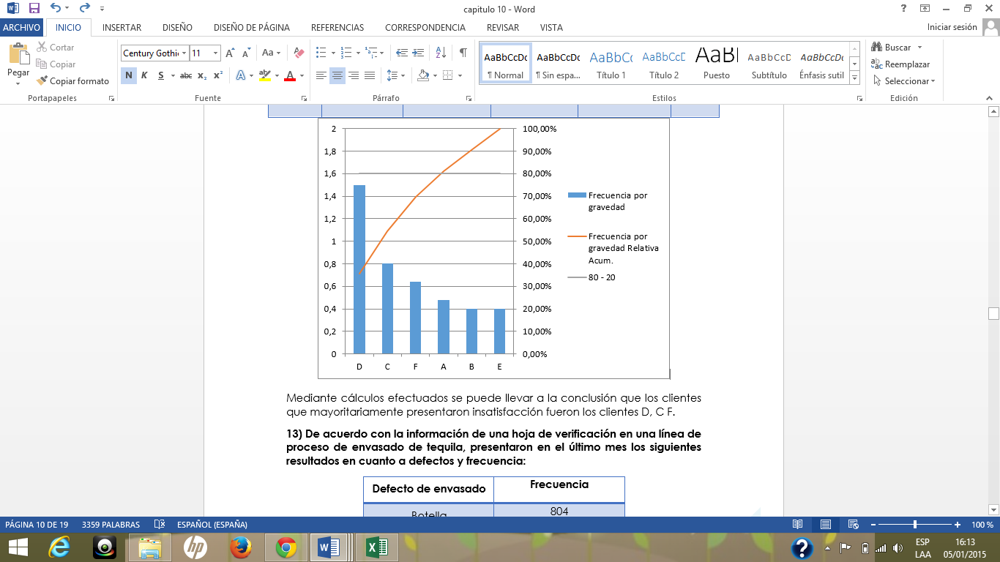 capitulo 10 - Word
ARCHIVO INICIO INSERTAR DISEÑO DISEÑO DE PÁGINA REFERENCIAS CORRESPONDENCIA REVISAR VISTA Iniciar sesión
Pegar
Cortar
Copiar
Copiar formato
Portapapeles
Century Gothi 11
N K S abc x₂ x²
Fuente
Párrafo
AaBbCcDc AaBbCcDc AaBbCc AaBbCcD AaB AaBbCcD AaBbCcDc
¶ Normal ¶ Sin espa... Título 1 Título 2 Puesto Subtítulo Énfasis sutil
Estilos
Buscar
Reemplazar
Seleccionar
Edición
2 100,00%
1,8 90,00%
1,6 80,00%
1,4 70,00%
1,2 60,00%
1 50,00%
0,8 40,00%
0,6 30,00%
0,4 20,00%
0,2 10,00%
0 0,00%
D C F A B E
Frecuencia por
gravedad
Frecuencia por
gravedad Relativa
Acum.
80 - 20
Mediante cálculos efectuados se puede llevar a la conclusión que los clientes
que mayoritariamente presentaron insatisfacción fueron los clientes D, C F.
13) De acuerdo con la información de una hoja de verificación en una línea de
proceso de envasado de tequila, presentaron en el último mes los siguientes
resultados en cuanto a defectos y frecuencia:
Defecto de envasado Frecuencia
Botella 804
PÁGINA 10 DE 19 3359 PALABRAS ESPAÑOL (ESPAÑA) 100 %
ESP 16:13
LAA 05/01/2015